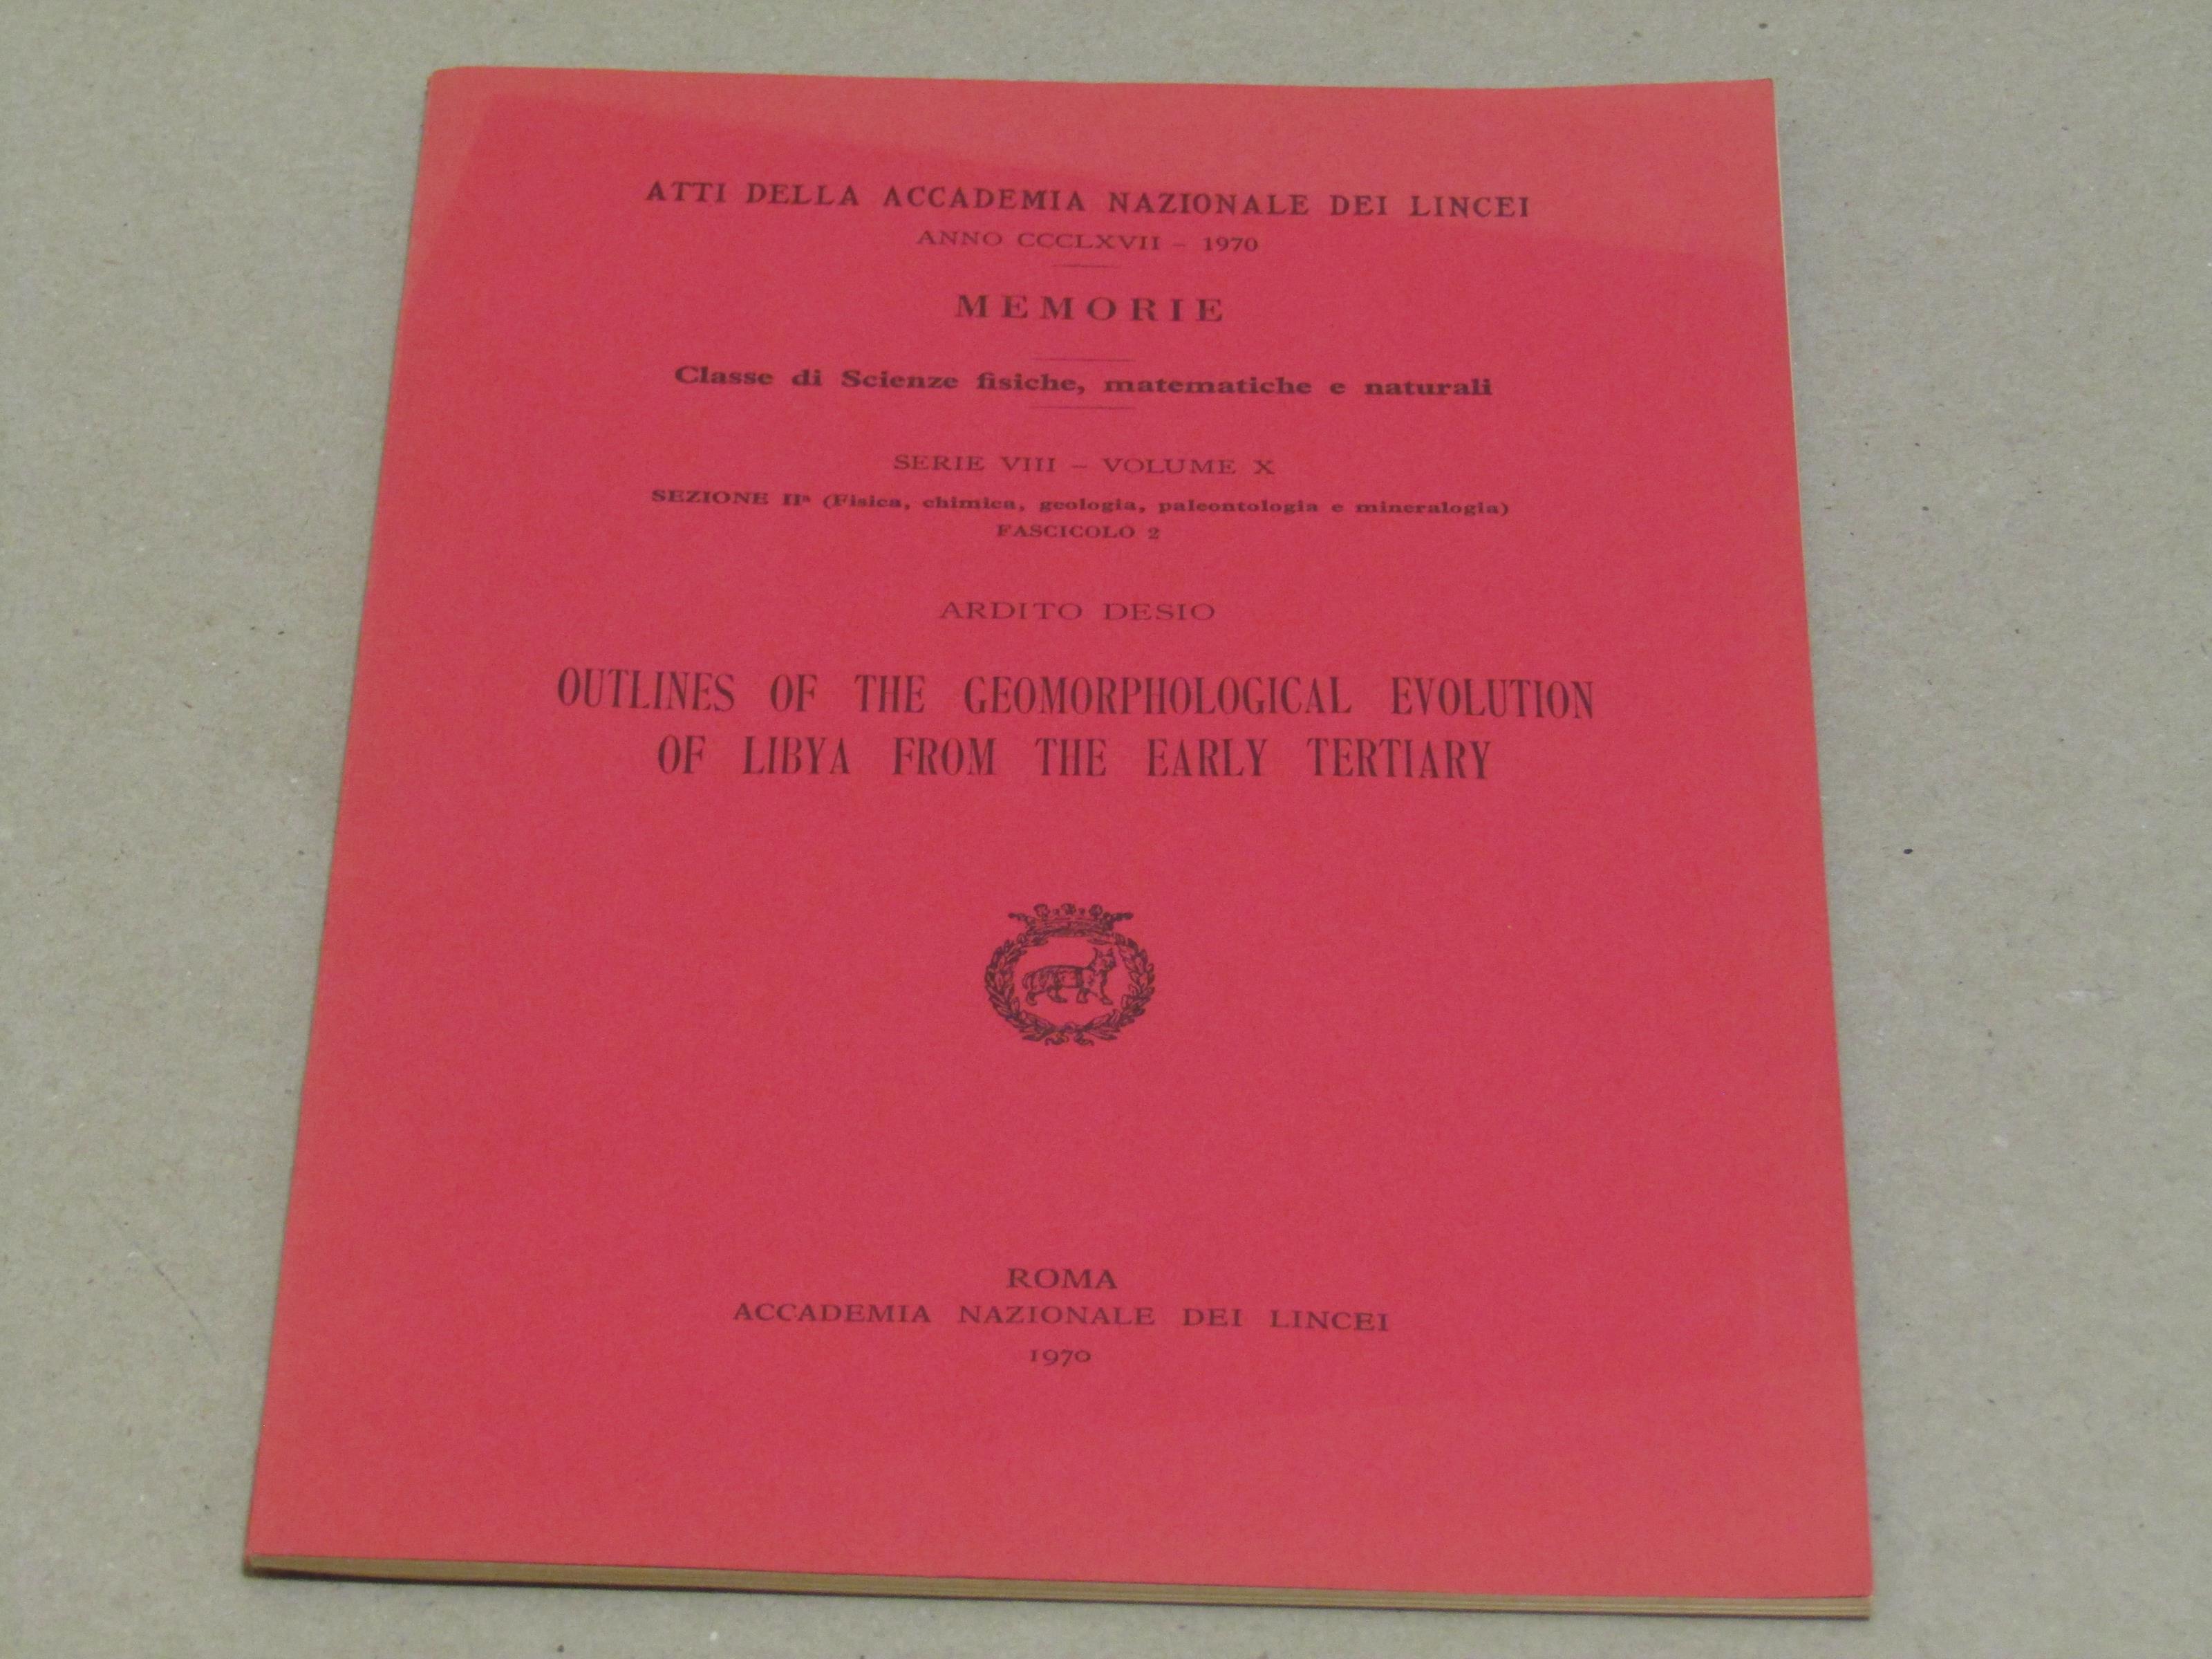 ATTI DELLA ACCADEMIA NAZIONALE DEI LINCEI
ANNO CCCLXVII – 1970
MEMORIE
Classe di Scienze fisiche, matematiche e naturali
SERIE VIII – VOLUME X
SEZIONE IIª (Fisica, chimica, geologia, paleontologia e mineralogia)
FASCICOLO 2
ARDITO DESIO
OUTLINES OF THE GEOMORPHOLOGICAL EVOLUTION
OF LIBYA FROM THE EARLY TERTIARY
ROMA
ACCADEMIA NAZIONALE DEI LINCEI
1970